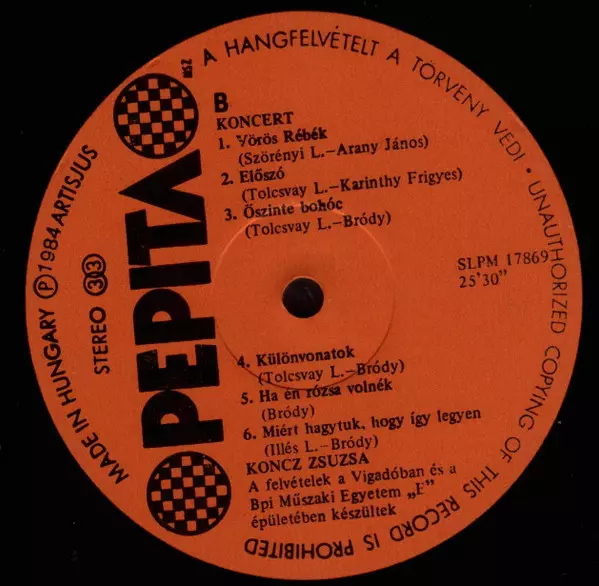 A HANGFELVÉTELT A TÖRVÉNY VÉDI · UNAUTHORIZED COPYING OF THIS RECORD IS PROHIBITED
MADE IN HUNGARY Ⓟ 1984 ARTISJUS
STEREO 33
PEPITA
MSZ
B
KONCERT
1. Vörös Rébék
(Szörényi L.—Arany János)
2. Előszó
(Tolcsvay L.—Karinthy Frigyes)
3. Őszinte bohóc
(Tolcsvay L.—Bródy)
SLPM 17869
25'30"
4. Különvonatok
(Tolcsvay L.—Bródy)
5. Ha én rózsa volnék
(Bródy)
6. Miért hagytuk, hogy így legyen
(Illés L.—Bródy)
KONCZ ZSUZSA
A felvételek a Vigadóban és a
Bpi Műszaki Egyetem „E”
épületében készültek